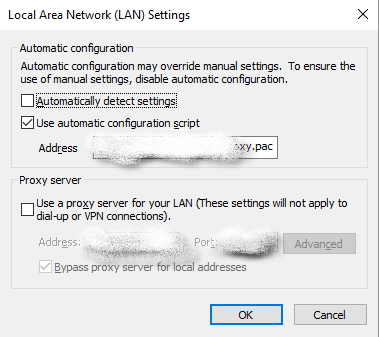 Local Area Network (LAN) Settings
Automatic configuration
Automatic configuration may override manual settings. To ensure the
use of manual settings, disable automatic configuration.
Automatically detect settings
Use automatic configuration script
Address
xy.pac
Proxy server
Use a proxy server for your LAN (These settings will not apply to
dial-up or VPN connections).
Address:
Port:
Advanced
Bypass proxy server for local addresses
OK
Cancel